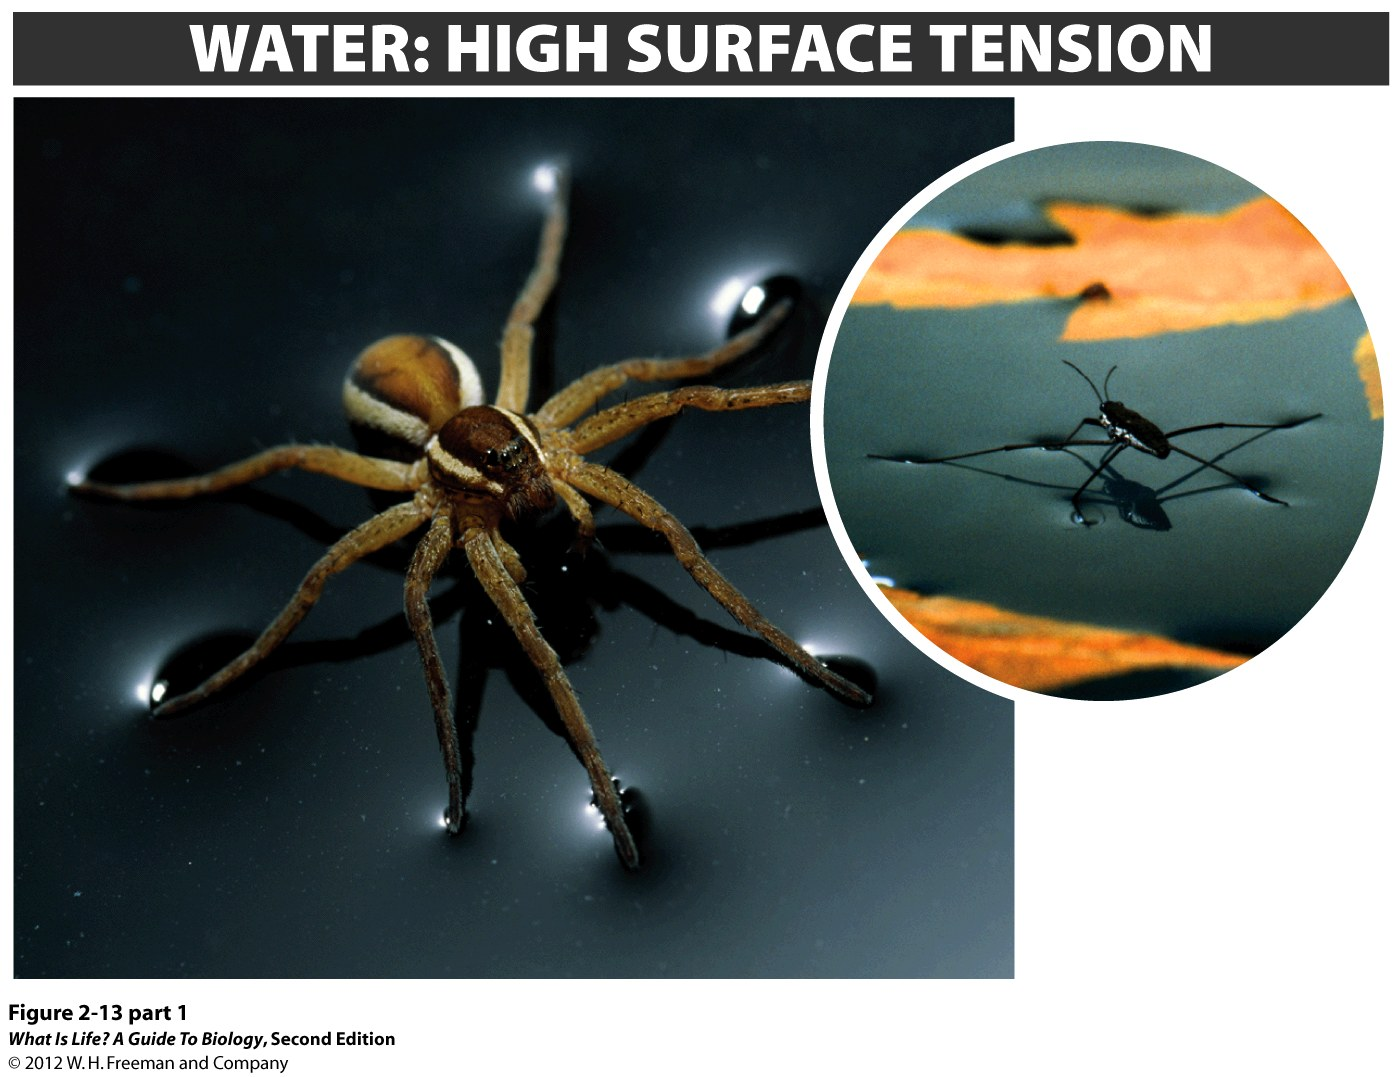 WATER: HIGH SURFACE TENSION
Figure 2-13 part 1
What Is Life? A Guide To Biology, Second Edition
© 2012 W. H. Freeman and Company